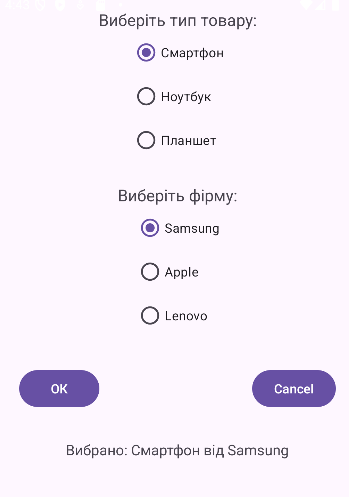 Виберіть тип товару:
Смартфон
Ноутбук
Планшет
Виберіть фірму:
Samsung
Apple
Lenovo
OK
Cancel
Вибрано: Смартфон від Samsung